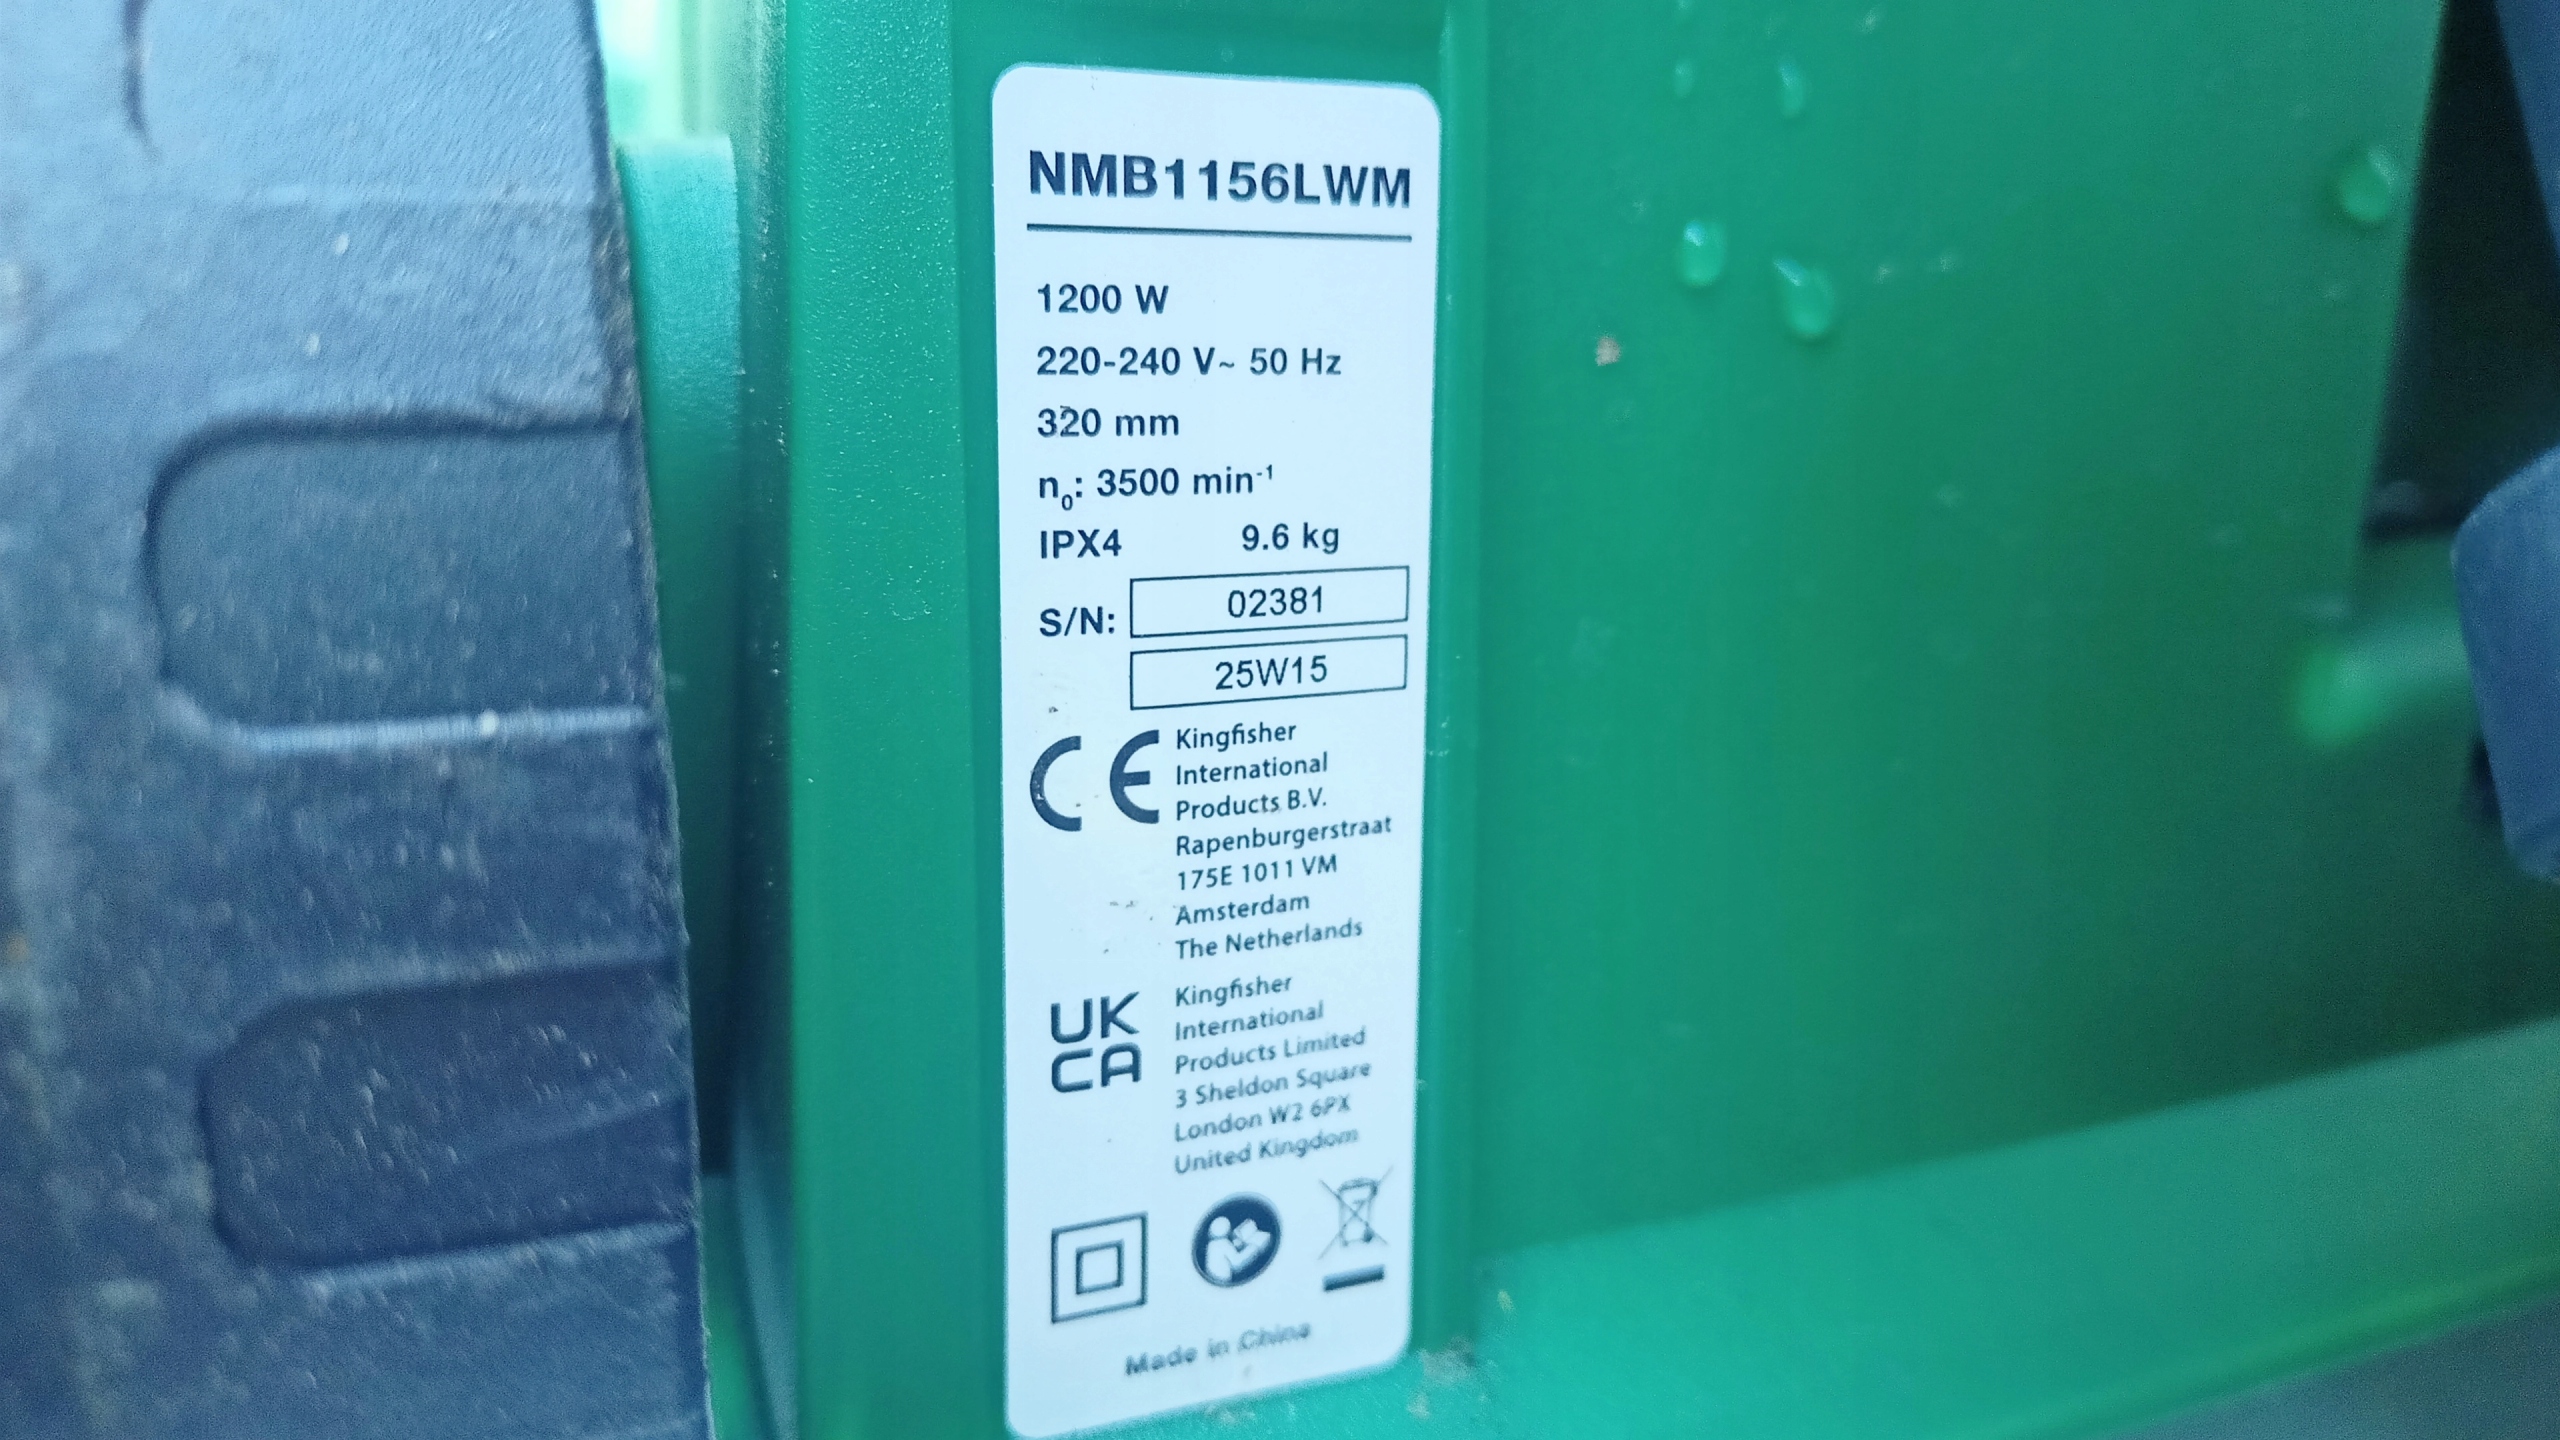 NMB1156LWM
1200 W
220-240 V~ 50 Hz
320 mm
n₀: 3500 min⁻¹
IPX4 9.6 kg
S/N: 02381
25W15
CE
Kingfisher
International
Products B.V.
Rapenburgerstraat
175E 1011 VM
Amsterdam
The Netherlands
UK
CA
Kingfisher
International
Products Limited
3 Sheldon Square
London W2 6PX
United Kingdom
Made in China